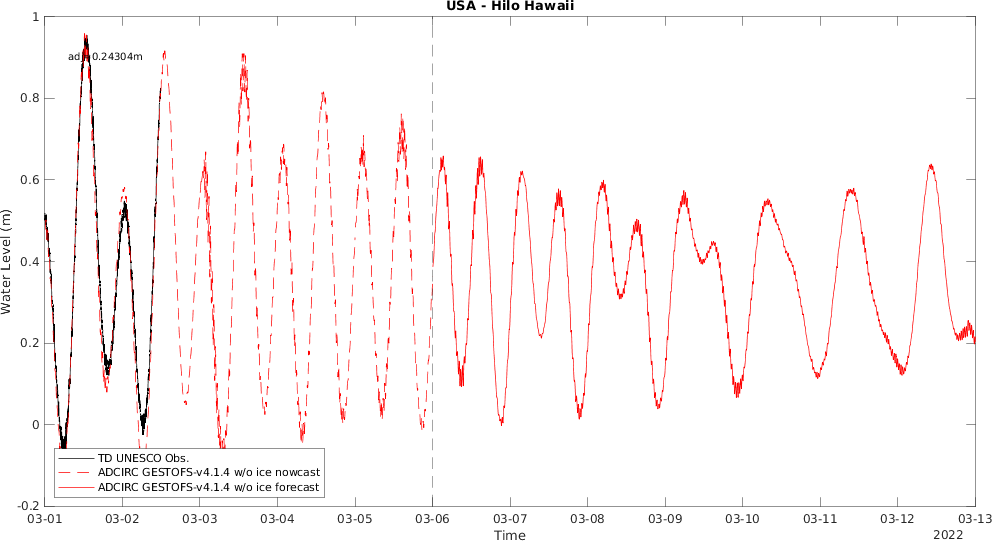 USA - Hilo Hawaii
1
0.8
0.6
0.4
0.2
0
-0.2
Water Level (m)
0.24304m
TD UNESCO Obs.
ADCIRC GESTOFS-v4.1.4 w/o ice nowcast
ADCIRC GESTOFS-v4.1.4 w/o ice forecast
03-01 03-02 03-03 03-04 03-05 03-06 03-07 03-08 03-09 03-10 03-11 03-12 03-13
Time
2022